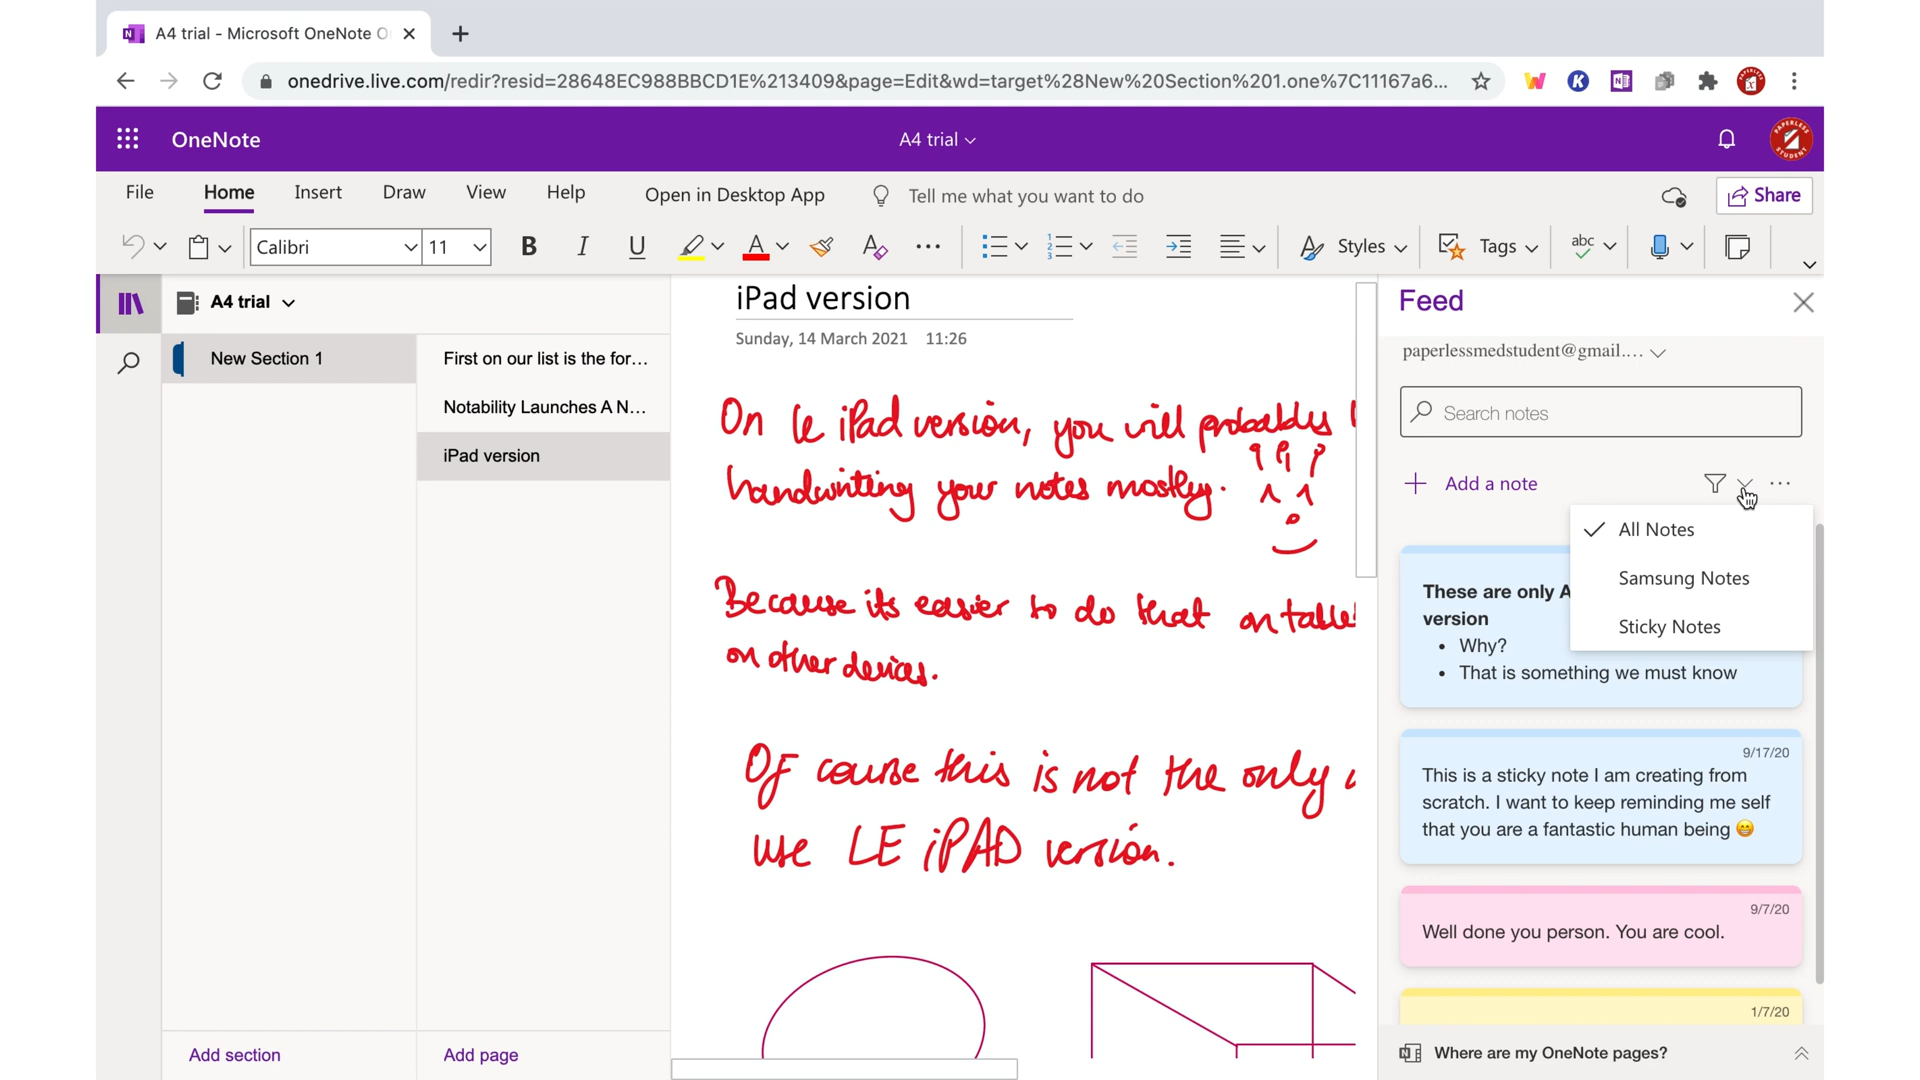 A4 trial - Microsoft OneNote O
onedrive.live.com/redir?resid=28648EC988BBCD1E%213409&page=Edit&wd=target%28New%20Section%201.one%7C11167a6...
OneNote
A4 trial
PAPERLESS STUDENT
File Home Insert Draw View Help Open in Desktop App Tell me what you want to do Share
Calibri 11 B I U A Styles Tags abc
A4 trial
New Section 1
First on our list is the for...
Notability Launches A N...
iPad version
Add section
Add page
iPad version
Sunday, 14 March 2021 11:26
On le iPad version, you will probably
handwriting your notes mostly.
Because its easier to do that on table
on other devices.
Of course this is not the only
use LE iPAD version.
Feed
paperlessmedstudent@gmail....
Search notes
Add a note
All Notes
Samsung Notes
Sticky Notes
These are only A
version
• Why?
• That is something we must know
9/17/20
This is a sticky note I am creating from
scratch. I want to keep reminding me self
that you are a fantastic human being 😁
9/7/20
Well done you person. You are cool.
1/7/20
Where are my OneNote pages?